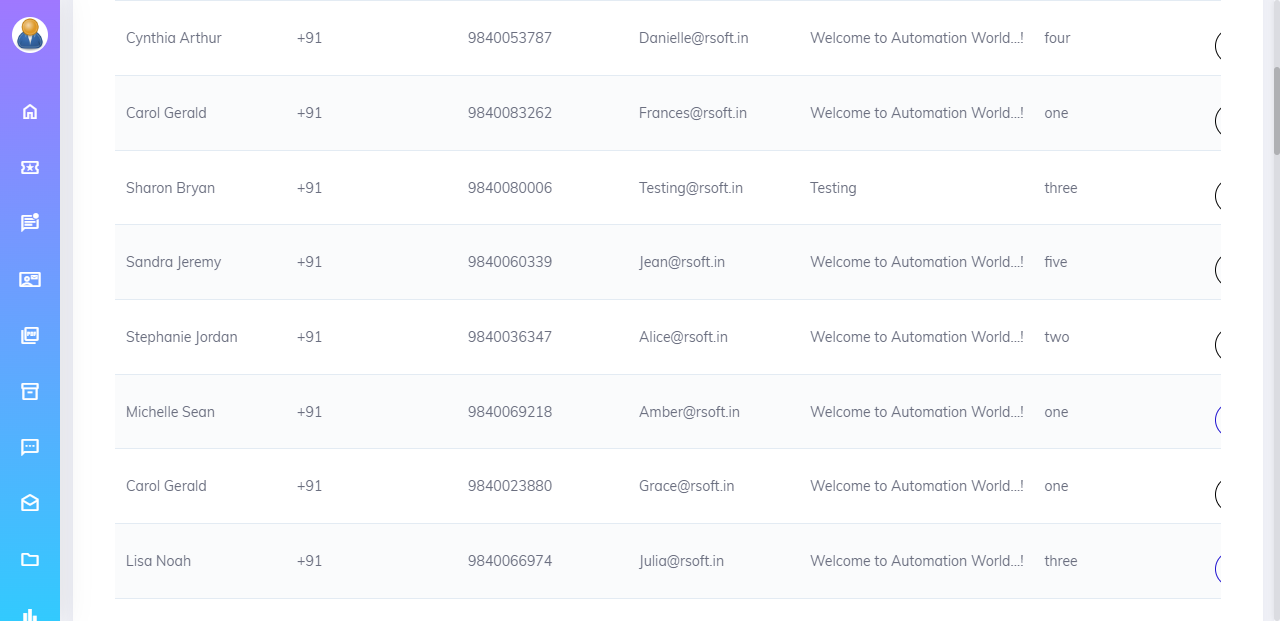 Cynthia Arthur +91 9840053787 Danielle@rsoft.in Welcome to Automation World...! four
Carol Gerald +91 9840083262 Frances@rsoft.in Welcome to Automation World...! one
Sharon Bryan +91 9840080006 Testing@rsoft.in Testing three
Sandra Jeremy +91 9840060339 Jean@rsoft.in Welcome to Automation World...! five
Stephanie Jordan +91 9840036347 Alice@rsoft.in Welcome to Automation World...! two
Michelle Sean +91 9840069218 Amber@rsoft.in Welcome to Automation World...! one
Carol Gerald +91 9840023880 Grace@rsoft.in Welcome to Automation World...! one
Lisa Noah +91 9840066974 Julia@rsoft.in Welcome to Automation World...! three